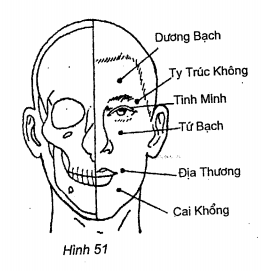 Dương Bạch
Ty Trúc Không
Tình Minh
Tứ Bạch
Địa Thương
Cai Khổng
Hình 51